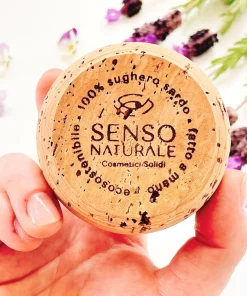 100% sughero sardo • fatto a mano • ecosostenibile •
SENSO
NATURALE
Cosmetici Solidi